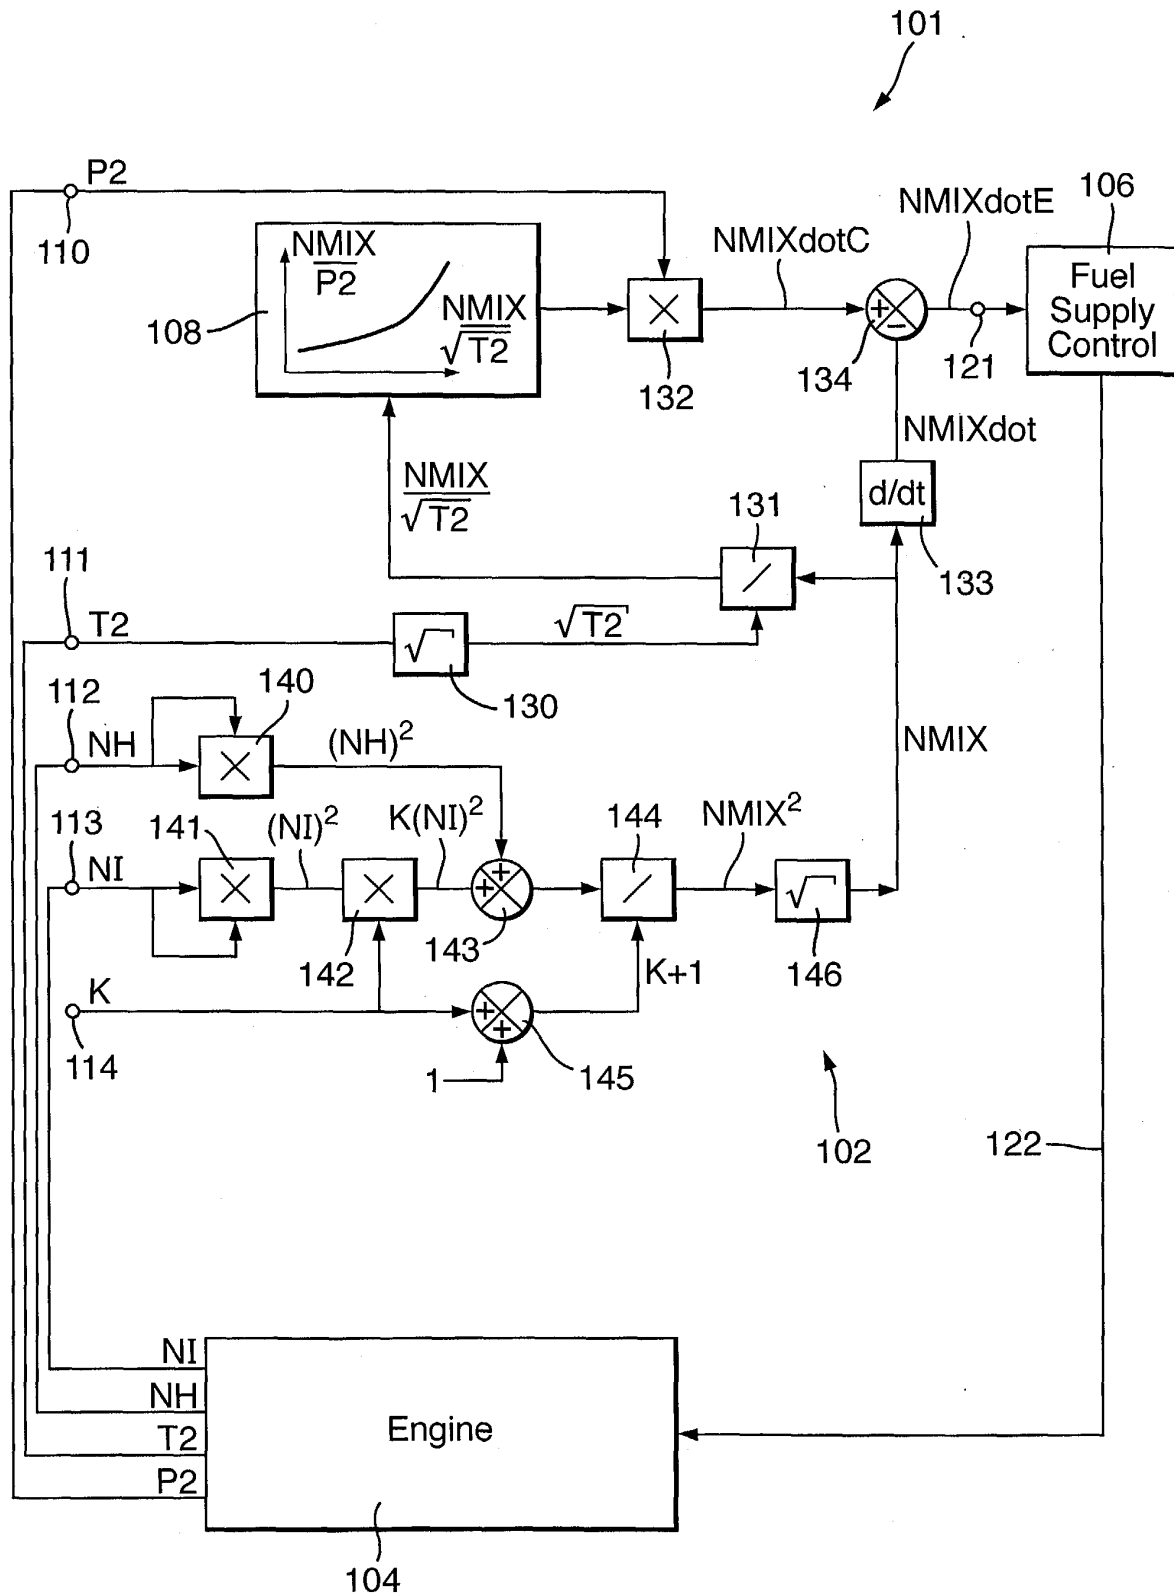 101
P2
110
NMIX
P2
NMIX
√T2
108
×
132
NMIXdotC
+
−
134
NMIXdotE
121
106
Fuel
Supply
Control
NMIXdot
d/dt
133
NMIX
√T2
131
/
111
T2
√
130
√T2
112
NH
140
×
(NH)²
NMIX
113
NI
141
×
(NI)²
×
142
K(NI)²
+
+
143
144
/
NMIX²
√
146
K
114
+
+
145
1
K+1
102
122
NI
NH
T2
P2
Engine
104